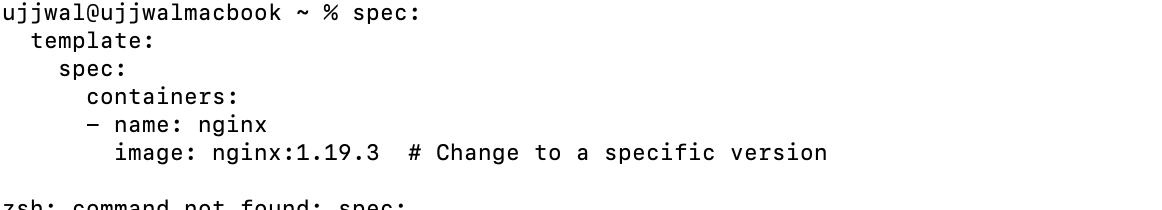 ujjwal@ujjwalmacbook ~ % spec:
  template:
    spec:
      containers:
      – name: nginx
        image: nginx:1.19.3  # Change to a specific version
zsh: command not found: spec: